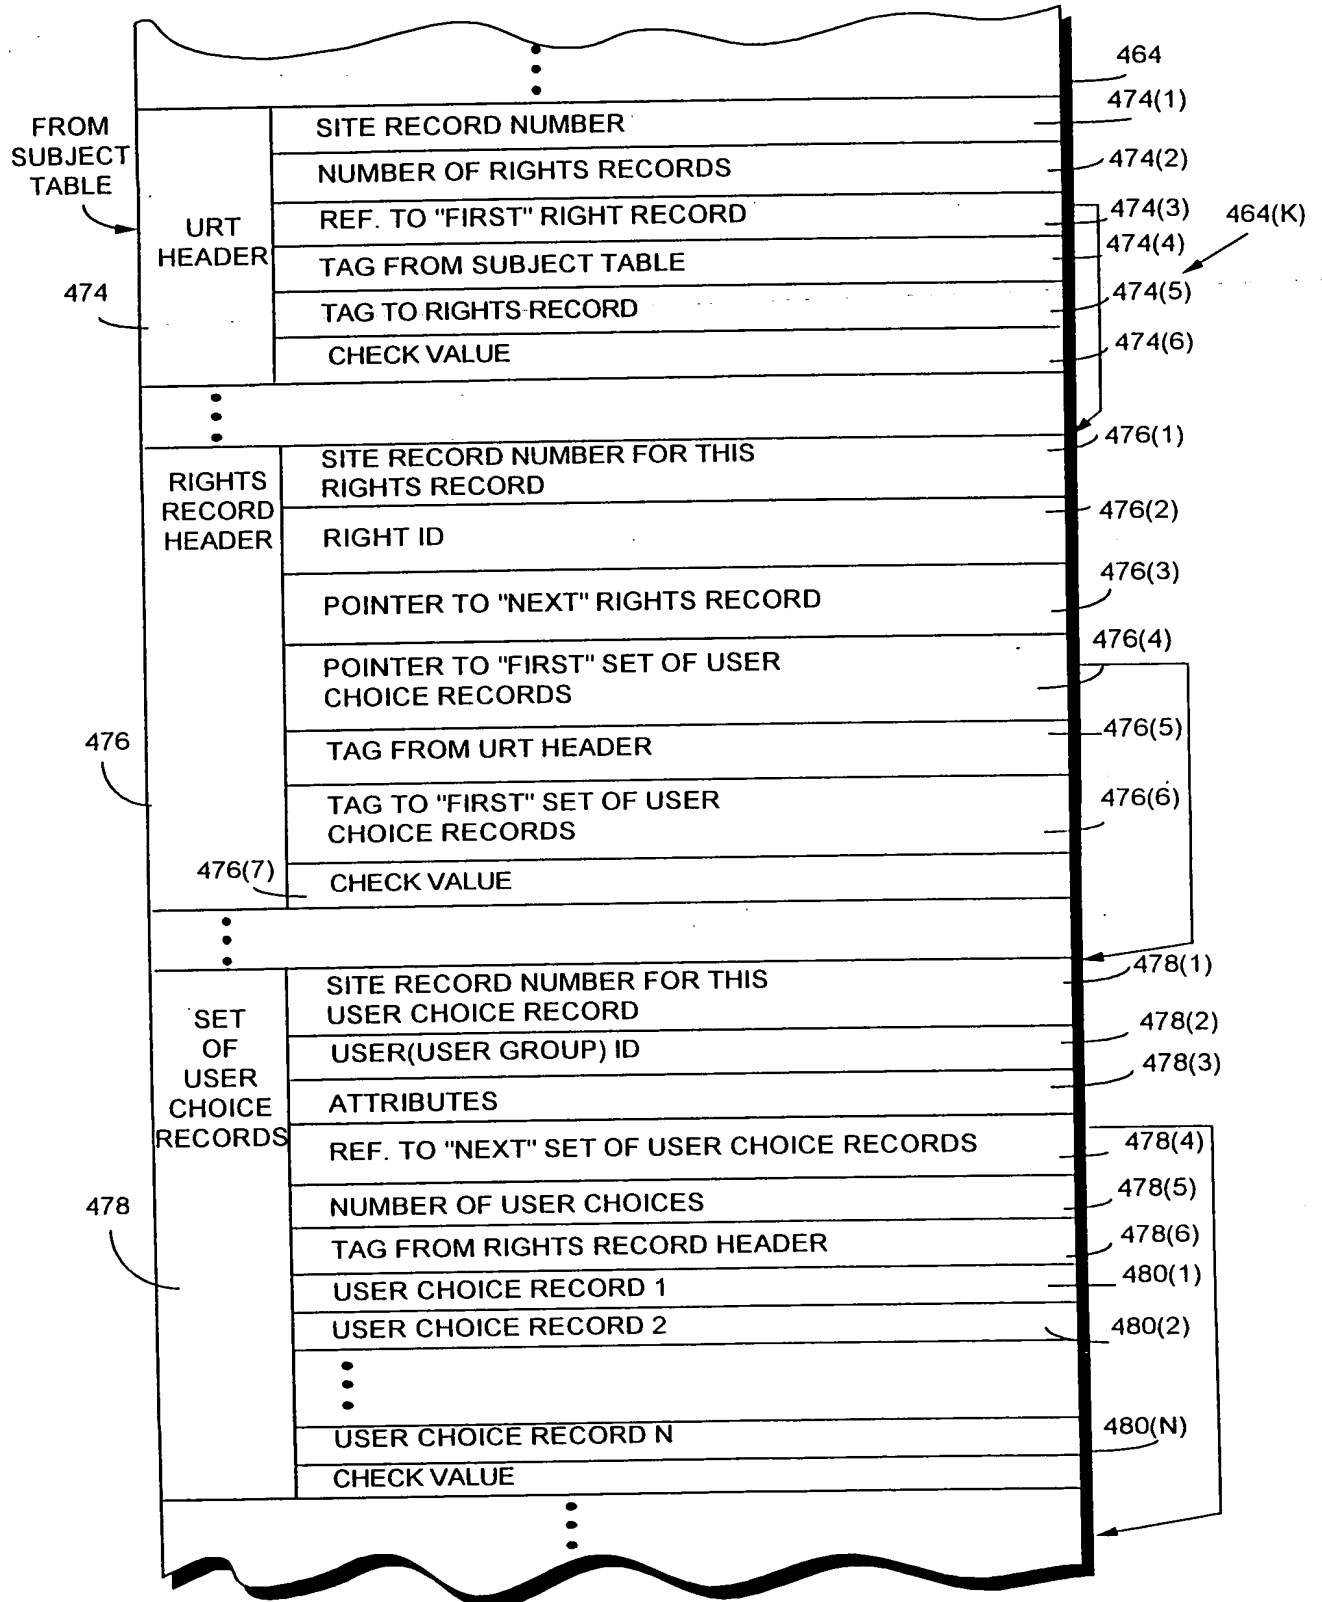 464
474(1)
FROM
SUBJECT
TABLE
SITE RECORD NUMBER
474(2)
NUMBER OF RIGHTS RECORDS
474(3)
REF. TO "FIRST" RIGHT RECORD
464(K)
URT
HEADER
474(4)
TAG FROM SUBJECT TABLE
474
474(5)
TAG TO RIGHTS RECORD
474(6)
CHECK VALUE
476(1)
RIGHTS
RECORD
HEADER
SITE RECORD NUMBER FOR THIS
RIGHTS RECORD
476(2)
RIGHT ID
476(3)
POINTER TO "NEXT" RIGHTS RECORD
476(4)
POINTER TO "FIRST" SET OF USER
CHOICE RECORDS
476
476(5)
TAG FROM URT HEADER
476(6)
TAG TO "FIRST" SET OF USER
CHOICE RECORDS
476(7)
CHECK VALUE
478(1)
SITE RECORD NUMBER FOR THIS
USER CHOICE RECORD
SET
OF
USER
CHOICE
RECORDS
478(2)
USER(USER GROUP) ID
478(3)
ATTRIBUTES
478(4)
REF. TO "NEXT" SET OF USER CHOICE RECORDS
478
478(5)
NUMBER OF USER CHOICES
478(6)
TAG FROM RIGHTS RECORD HEADER
480(1)
USER CHOICE RECORD 1
480(2)
USER CHOICE RECORD 2
480(N)
USER CHOICE RECORD N
CHECK VALUE